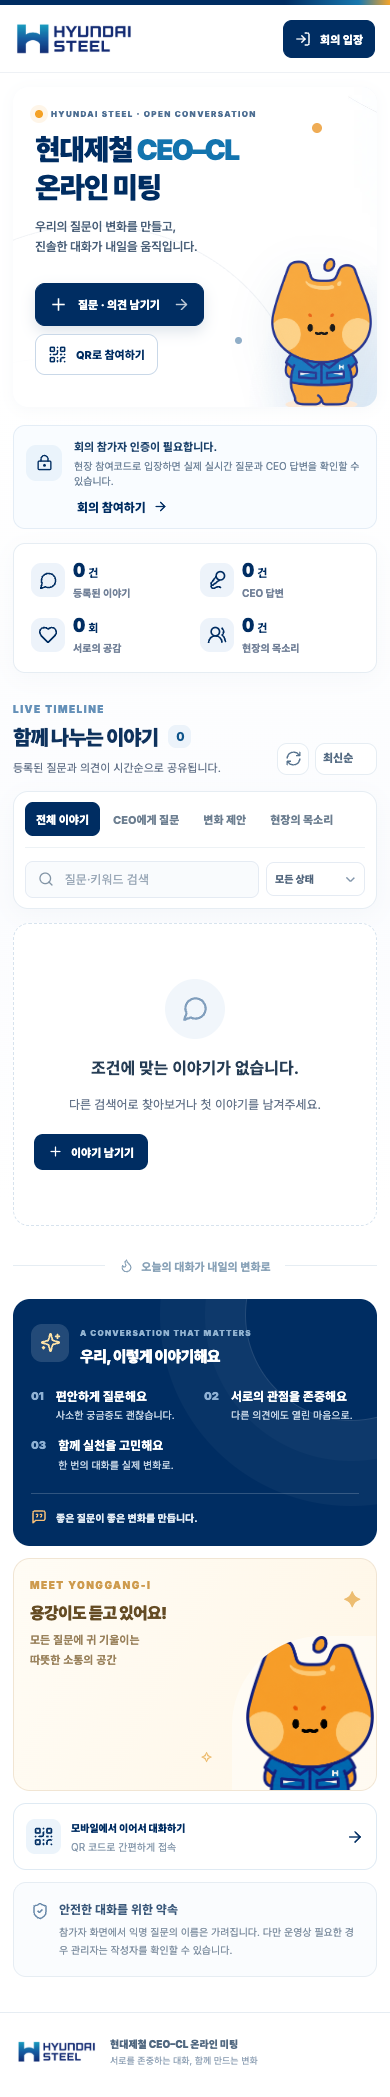 HYUNDAI
STEEL
회의 입장
HYUNDAI STEEL · OPEN CONVERSATION
현대제철 CEO–CL
온라인 미팅
우리의 질문이 변화를 만들고,
진솔한 대화가 내일을 움직입니다.
질문 · 의견 남기기
QR로 참여하기
회의 참가자 인증이 필요합니다.
현장 참여코드로 입장하면 실제 실시간 질문과 CEO 답변을 확인할 수
있습니다.
회의 참여하기
0 건
등록된 이야기
0 건
CEO 답변
0 회
서로의 공감
0 건
현장의 목소리
LIVE TIMELINE
함께 나누는 이야기 0
등록된 질문과 의견이 시간순으로 공유됩니다.
최신순
전체 이야기 CEO에게 질문 변화 제안 현장의 목소리
질문·키워드 검색
모든 상태
조건에 맞는 이야기가 없습니다.
다른 검색어로 찾아보거나 첫 이야기를 남겨주세요.
이야기 남기기
오늘의 대화가 내일의 변화로
A CONVERSATION THAT MATTERS
우리, 이렇게 이야기해요
01 편안하게 질문해요
사소한 궁금증도 괜찮습니다.
02 서로의 관점을 존중해요
다른 의견에도 열린 마음으로.
03 함께 실천을 고민해요
한 번의 대화를 실제 변화로.
좋은 질문이 좋은 변화를 만듭니다.
MEET YONGGANG-I
용강이도 듣고 있어요!
모든 질문에 귀 기울이는
따뜻한 소통의 공간
모바일에서 이어서 대화하기
QR 코드로 간편하게 접속
안전한 대화를 위한 약속
참가자 화면에서 익명 질문의 이름은 가려집니다. 다만 운영상 필요한 경
우 관리자는 작성자를 확인할 수 있습니다.
HYUNDAI
STEEL
현대제철 CEO–CL 온라인 미팅
서로를 존중하는 대화, 함께 만드는 변화